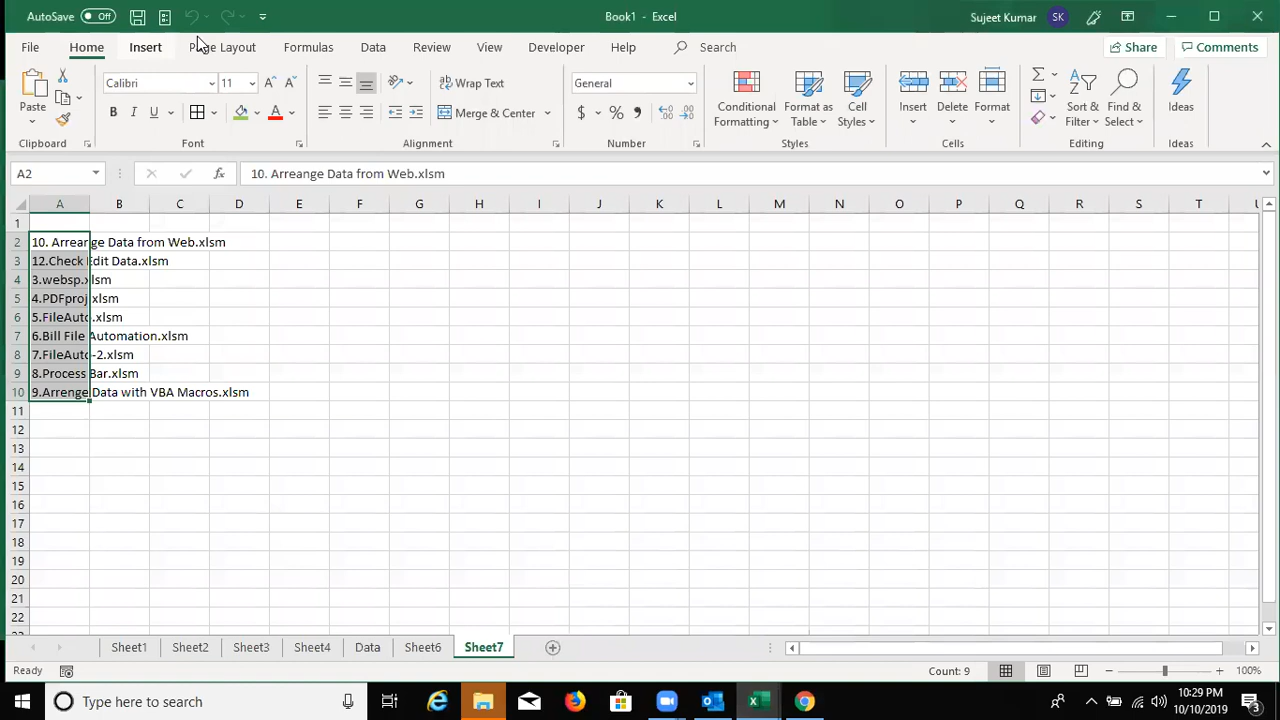 AutoSave Off Book1 - Excel Sujeet Kumar SK
File Home Insert Page Layout Formulas Data Review View Developer Help Search Share Comments
Calibri 11 Wrap Text General
Paste B I U Merge & Center $ % Conditional Formatting Format as Table Cell Styles Insert Delete Format Sort & Filter Find & Select Ideas
Clipboard Font Alignment Number Styles Cells Editing Ideas
A2 fx 10. Arreange Data from Web.xlsm
A B C D E F G H I J K L M N O P Q R S T U
1
2 10. Arreange Data from Web.xlsm
3 12.Check Edit Data.xlsm
4 3.websp.xlsm
5 4.PDFproj.xlsm
6 5.FileAuto.xlsm
7 6.Bill File Automation.xlsm
8 7.FileAuto-2.xlsm
9 8.Process Bar.xlsm
10 9.Arrenge Data with VBA Macros.xlsm
11
12
13
14
15
16
17
18
19
20
21
22
23
Sheet1 Sheet2 Sheet3 Sheet4 Data Sheet6 Sheet7
Ready Count: 9 100%
Type here to search 10:29 PM
10/10/2019 3